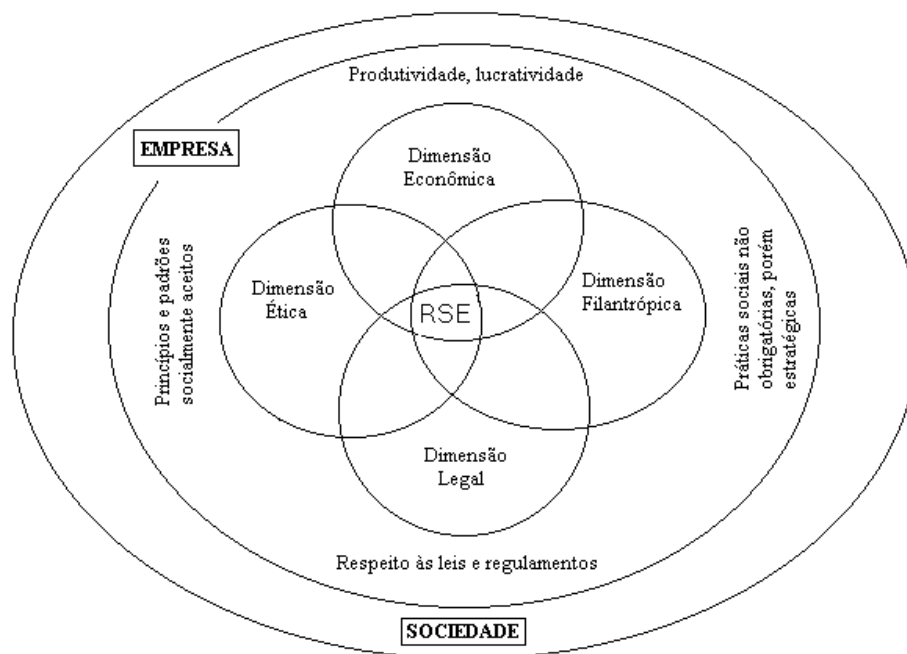 Produtividade, lucratividade
EMPRESA
Dimensão
Econômica
Princípios e padrões
socialmente aceitos
Dimensão
Ética
RSE
Dimensão
Filantrópica
Práticas sociais não
obrigatórias, porém
estratégicas
Dimensão
Legal
Respeito às leis e regulamentos
SOCIEDADE